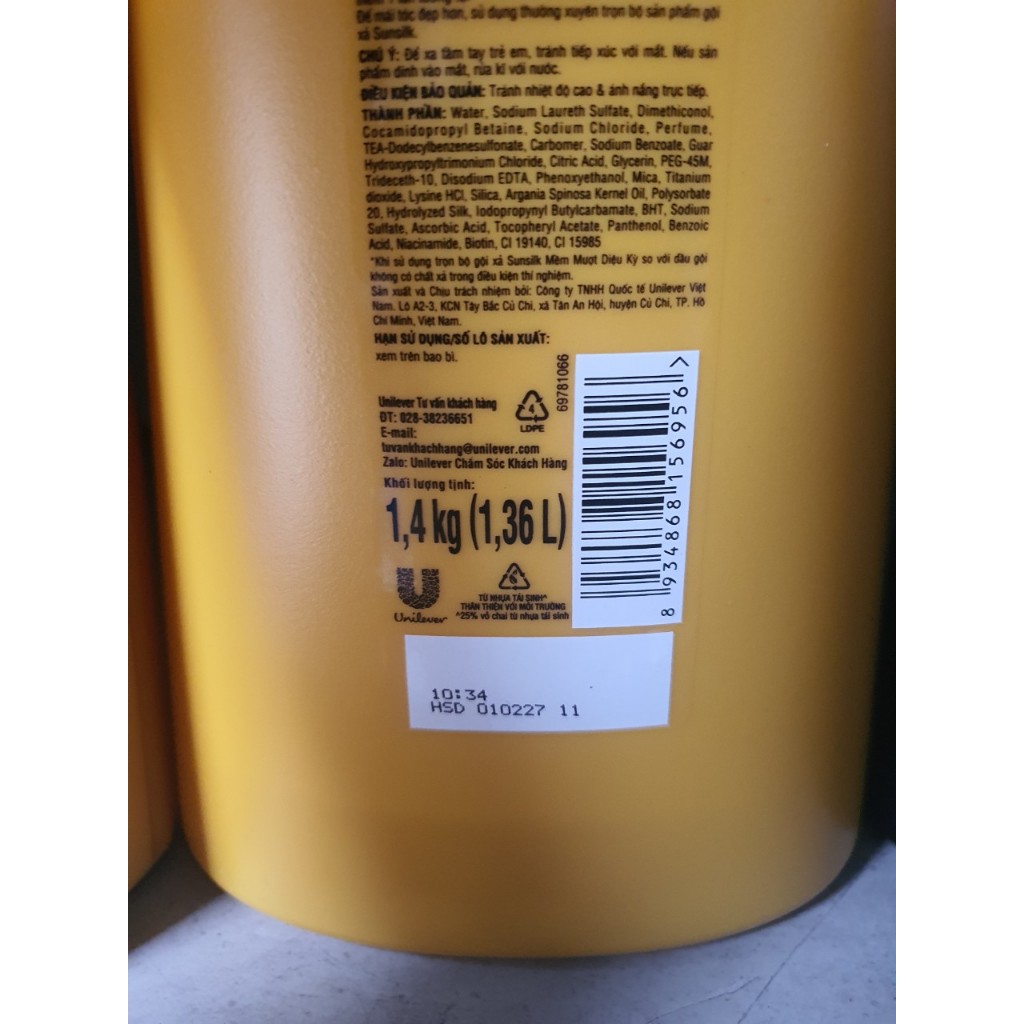 Để mái tóc đẹp hơn, sử dụng thường xuyên trọn bộ sản phẩm gội
xả Sunsilk.
CHÚ Ý: Để xa tầm tay trẻ em, tránh tiếp xúc với mắt. Nếu sản
phẩm dính vào mắt, rửa kĩ với nước.
ĐIỀU KIỆN BẢO QUẢN: Tránh nhiệt độ cao & ánh nắng trực tiếp.
THÀNH PHẦN: Water, Sodium Laureth Sulfate, Dimethiconol,
Cocamidopropyl Betaine, Sodium Chloride, Perfume,
TEA-Dodecylbenzenesulfonate, Carbomer, Sodium Benzoate, Guar
Hydroxypropyltrimonium Chloride, Citric Acid, Glycerin, PEG-45M,
Trideceth-10, Disodium EDTA, Phenoxyethanol, Mica, Titanium
dioxide, Lysine HCl, Silica, Argania Spinosa Kernel Oil, Polysorbate
20, Hydrolyzed Silk, Iodopropynyl Butylcarbamate, BHT, Sodium
Sulfate, Ascorbic Acid, Tocopheryl Acetate, Panthenol, Benzoic
Acid, Niacinamide, Biotin, CI 19140, CI 15985
*Khi sử dụng trọn bộ gội xả Sunsilk Mềm Mượt Diệu Kỳ so với dầu gội
không có chất xả trong điều kiện thí nghiệm.
Sản xuất và Chịu trách nhiệm bởi: Công ty TNHH Quốc tế Unilever Việt
Nam. Lô A2-3, KCN Tây Bắc Củ Chi, xã Tân An Hội, huyện Củ Chi, TP. Hồ
Chí Minh, Việt Nam.
HẠN SỬ DỤNG/SỐ LÔ SẢN XUẤT:
xem trên bao bì.
69781066
Unilever Tư vấn khách hàng
ĐT: 028-38236651
E-mail:
tuvankhachhang@unilever.com
Zalo: Unilever Chăm Sóc Khách Hàng
4
LDPE
Khối lượng tịnh:
1,4 kg (1,36 L)
8 934868 156956 >
Unilever
TỪ NHỰA TÁI SINH^
THÂN THIỆN VỚI MÔI TRƯỜNG
^25% vỏ chai từ nhựa tái sinh
10:34
HSD 010227 11